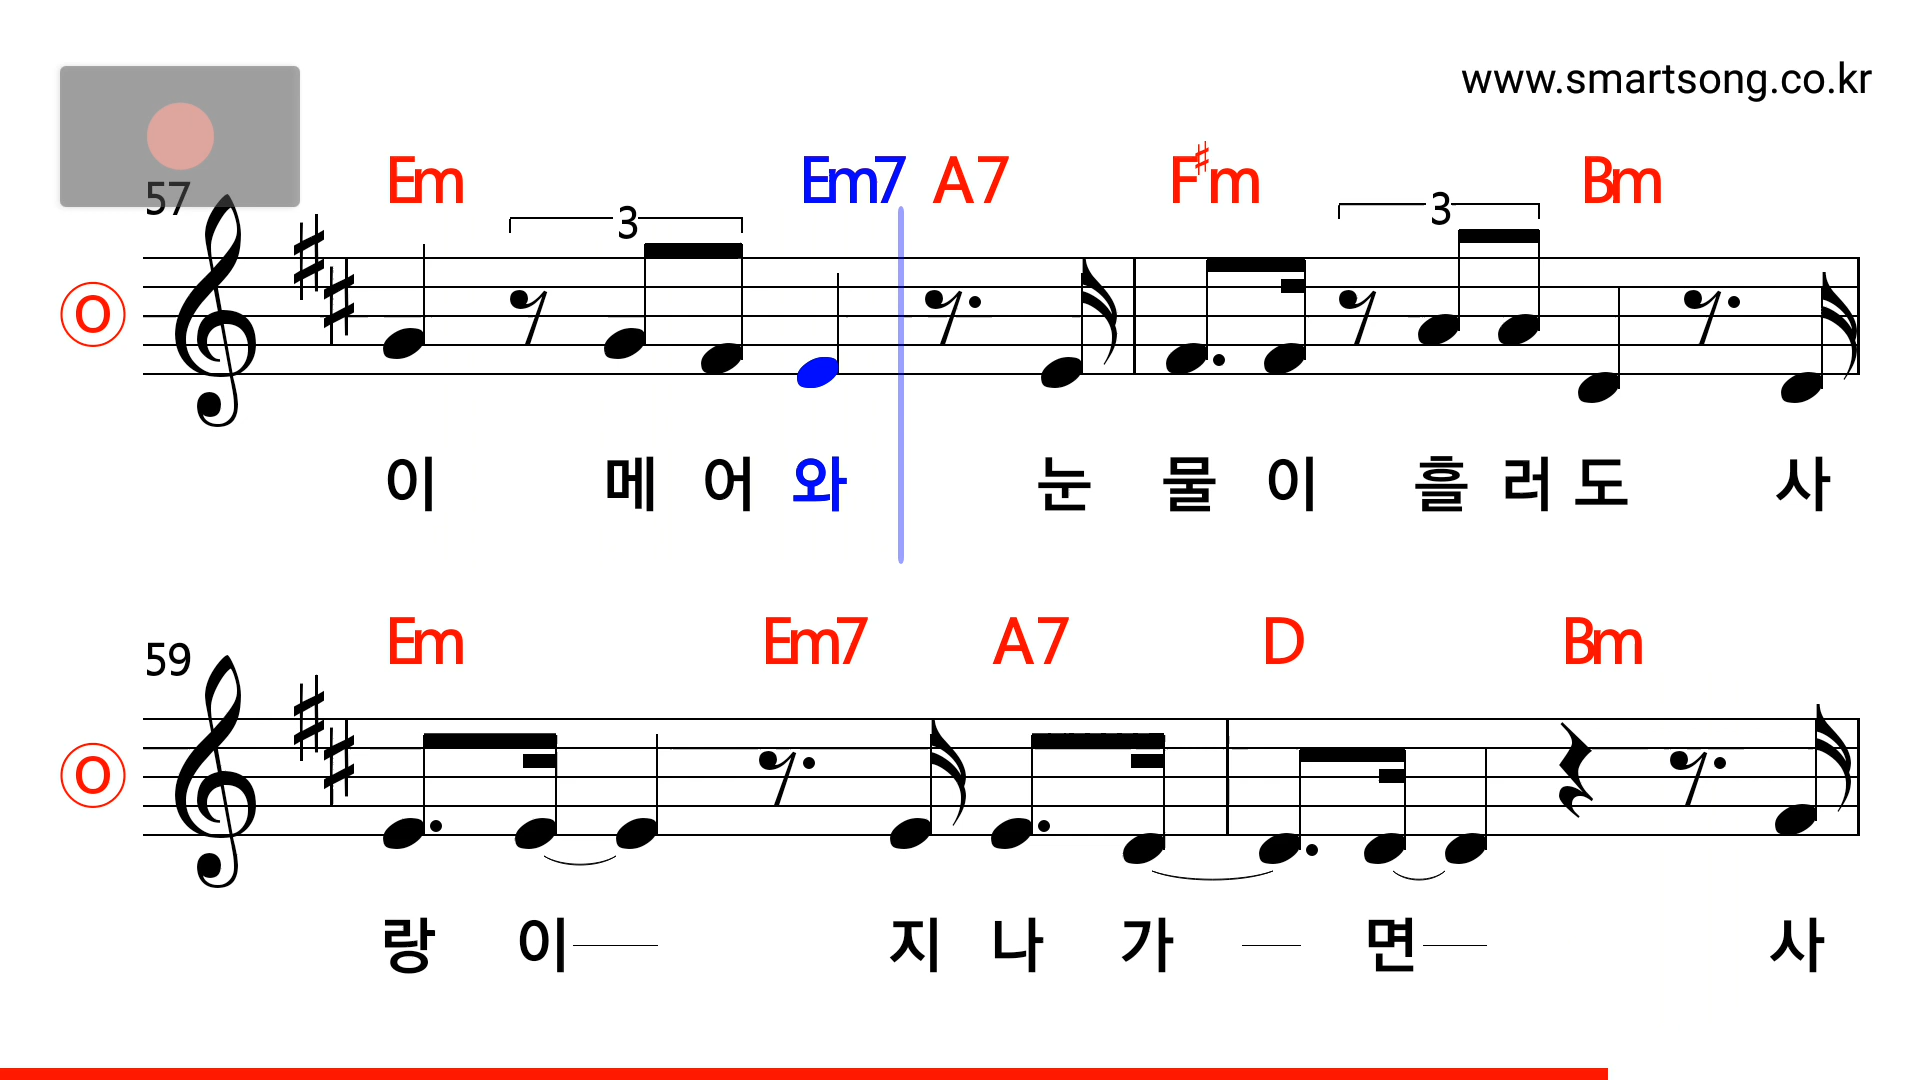 www.smartsong.co.kr
57 Em Em7 A7 F♯m Bm
3 3
이 메 어 와 눈 물 이 흘 러 도 사
59 Em Em7 A7 D Bm
랑 이 지 나 가 면 사